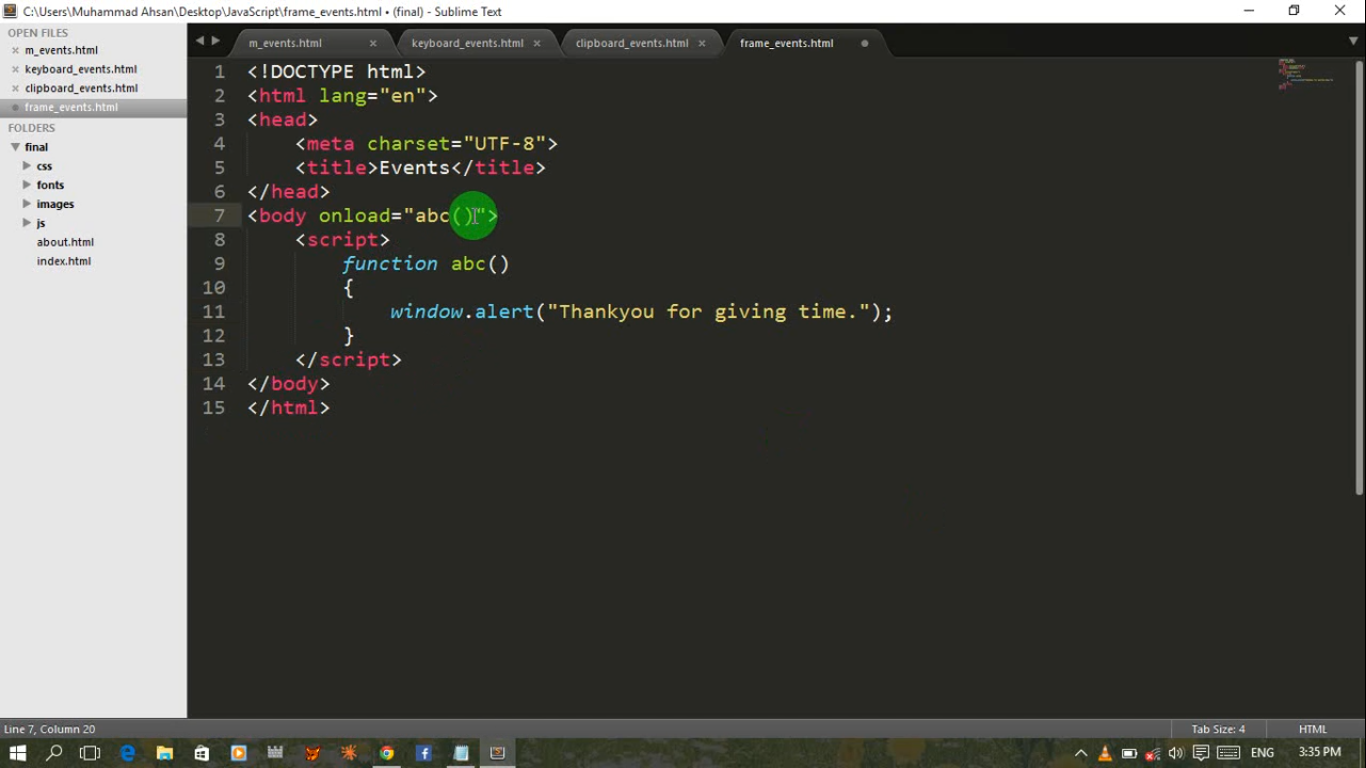 C:\Users\Muhammad Ahsan\Desktop\JavaScript\frame_events.html • (final) - Sublime Text
OPEN FILES
m_events.html
keyboard_events.html
clipboard_events.html
frame_events.html
FOLDERS
final
css
fonts
images
js
about.html
index.html
m_events.html
keyboard_events.html
clipboard_events.html
frame_events.html
1 <!DOCTYPE html>
2 <html lang="en">
3 <head>
4 <meta charset="UTF-8">
5 <title>Events</title>
6 </head>
7 <body onload="abc()">
8 <script>
9 function abc()
10 {
11 window.alert("Thankyou for giving time.");
12 }
13 </script>
14 </body>
15 </html>
Line 7, Column 20
Tab Size: 4
HTML
ENG
3:35 PM